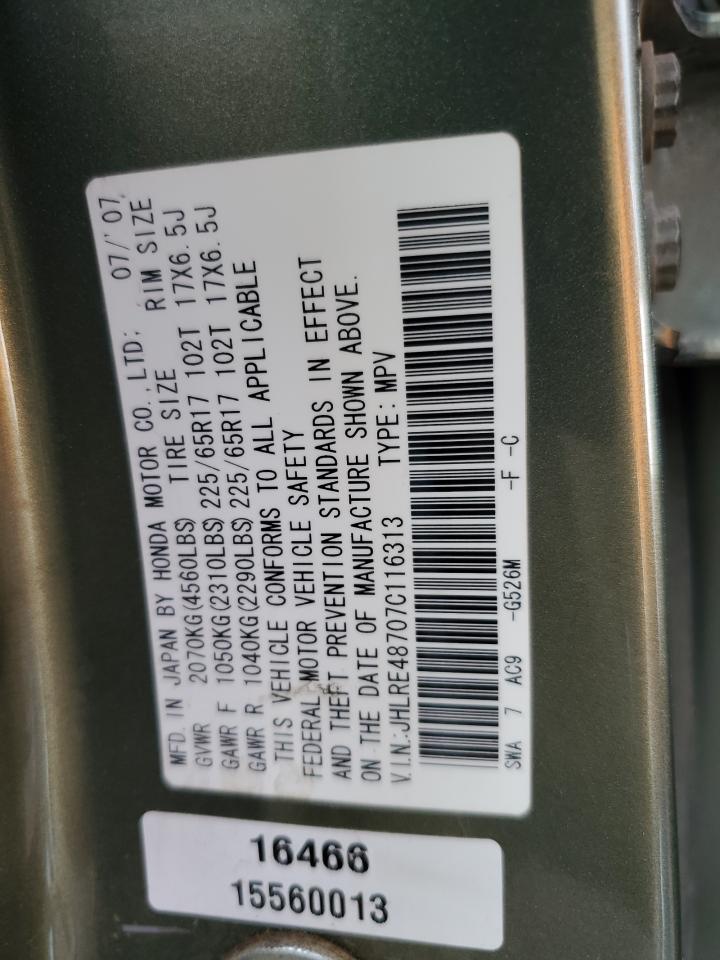 MFD. IN JAPAN BY HONDA MOTOR CO., LTD: 07/'07
GVWR 2070KG(4560LBS) TIRE SIZE RIM SIZE
GAWR F 1050KG(2310LBS) 225/65R17 102T 17X6.5J
GAWR R 1040KG(2290LBS) 225/65R17 102T 17X6.5J
THIS VEHICLE CONFORMS TO ALL APPLICABLE
FEDERAL MOTOR VEHICLE SAFETY
AND THEFT PREVENTION STANDARDS IN EFFECT
ON THE DATE OF MANUFACTURE SHOWN ABOVE.
V.I.N:JHLRE48707C116313 TYPE: MPV
SWA 7 AC9 -G526M -F -C
16466
15560013